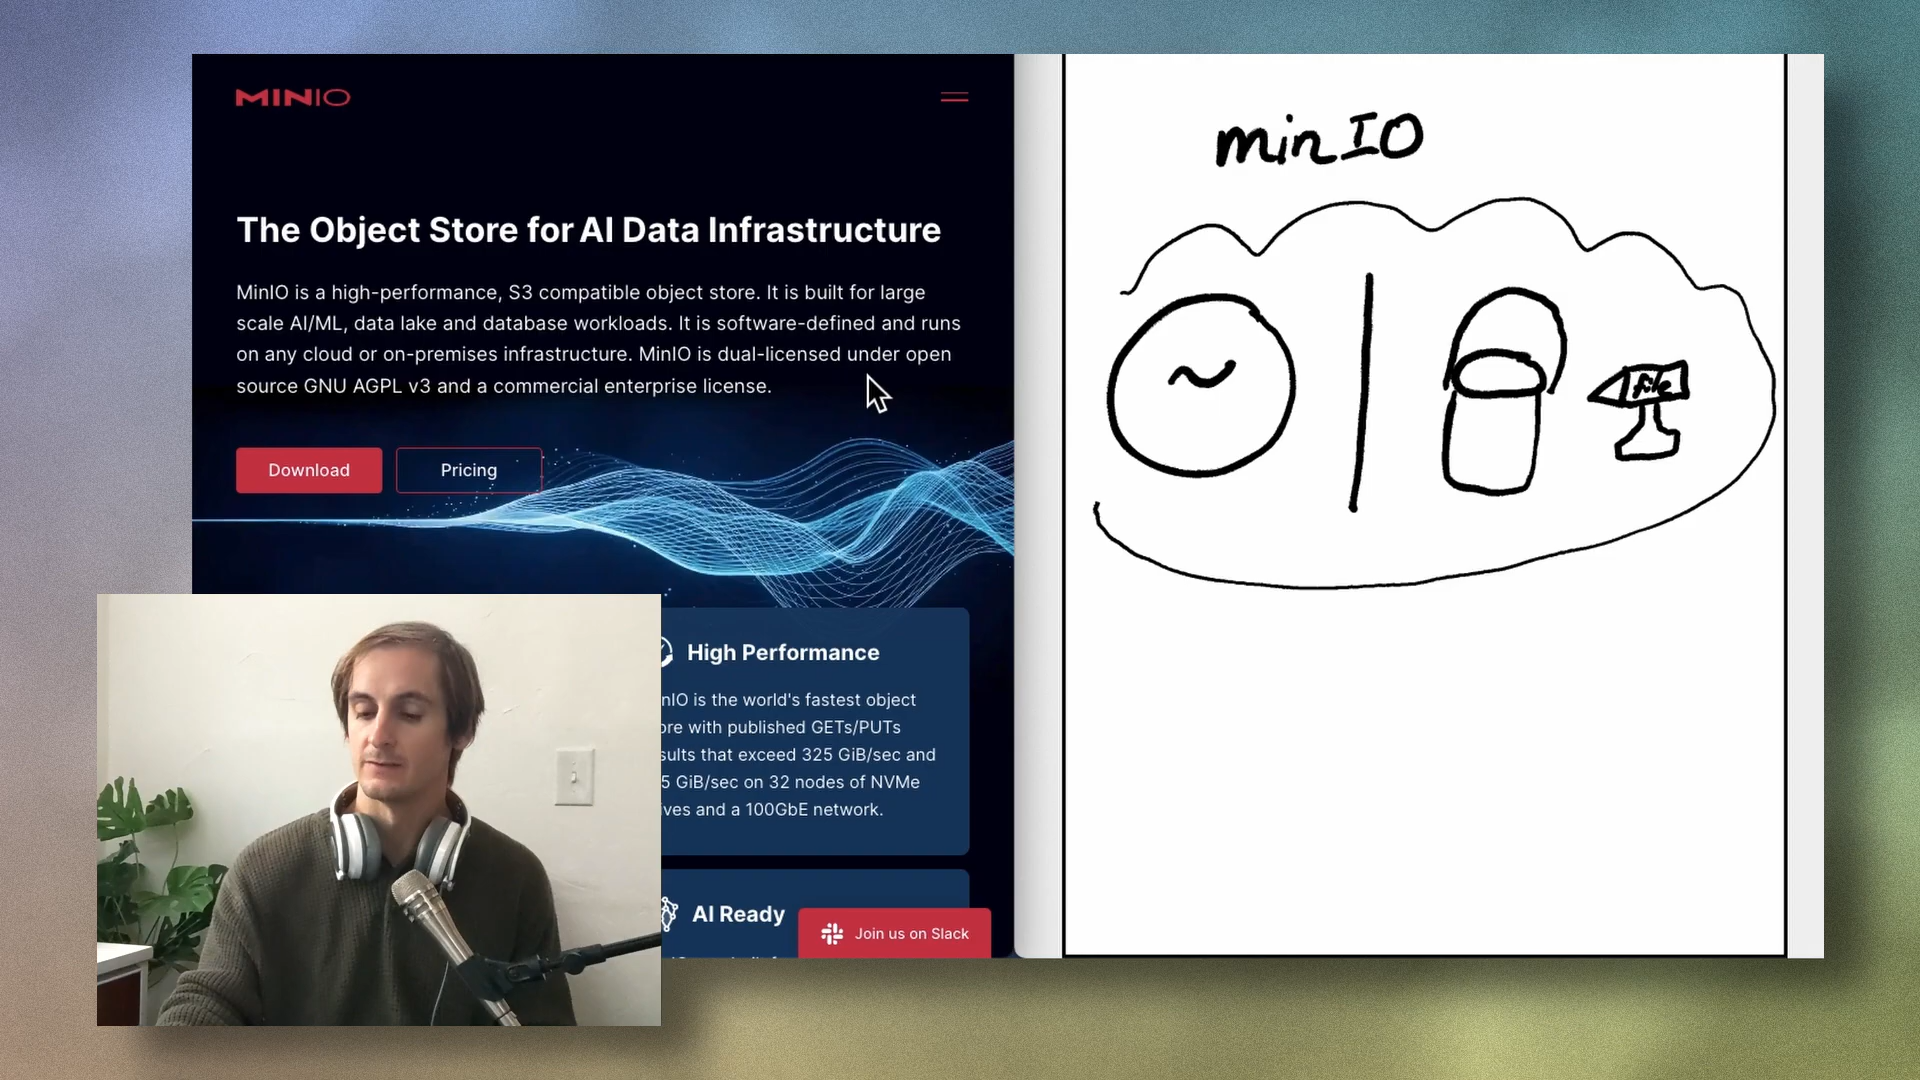 MINIO
The Object Store for AI Data Infrastructure
MinIO is a high-performance, S3 compatible object store. It is built for large
scale AI/ML, data lake and database workloads. It is software-defined and runs
on any cloud or on-premises infrastructure. MinIO is dual-licensed under open
source GNU AGPL v3 and a commercial enterprise license.
Download
Pricing
High Performance
nIO is the world's fastest object
re with published GETs/PUTs
sults that exceed 325 GiB/sec and
5 GiB/sec on 32 nodes of NVMe
ives and a 100GbE network.
AI Ready
Join us on Slack
minIO
file